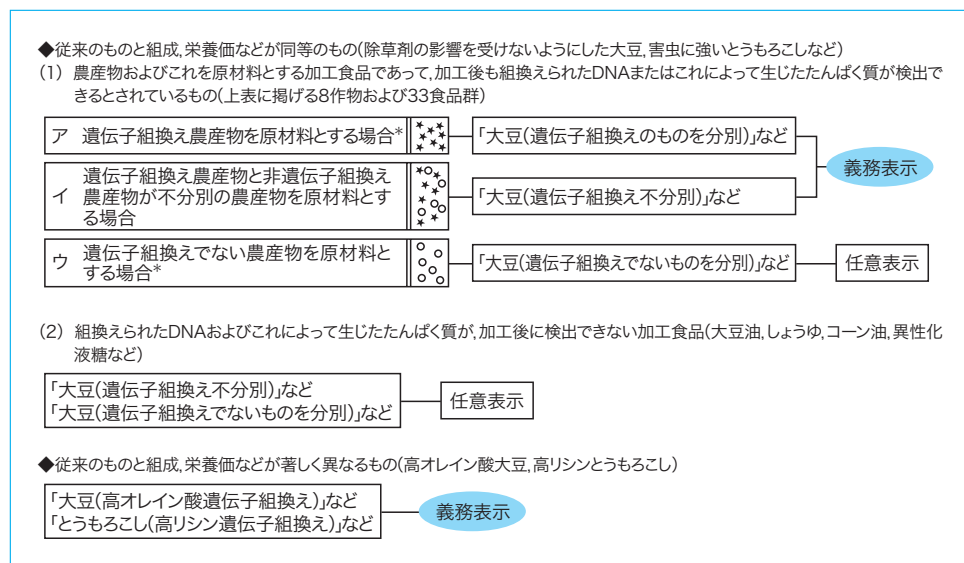 ◆従来のものと組成,栄養価などが同等のもの(除草剤の影響を受けないようにした大豆,害虫に強いとうもろこしなど)
(1) 農産物およびこれを原材料とする加工食品であって,加工後も組換えられたDNAまたはこれによって生じたたんぱく質が検出で
きるとされているもの(上表に掲げる8作物および33食品群)
ア 遺伝子組換え農産物を原材料とする場合*
「大豆(遺伝子組換えのものを分別)」など
義務表示
イ 遺伝子組換え農産物と非遺伝子組換え
農産物が不分別の農産物を原材料とす
る場合
「大豆(遺伝子組換え不分別)」など
ウ 遺伝子組換えでない農産物を原材料と
する場合*
「大豆(遺伝子組換えでないものを分別)」など
任意表示
(2) 組換えられたDNAおよびこれによって生じたたんぱく質が,加工後に検出できない加工食品(大豆油,しょうゆ,コーン油,異性化
液糖など)
「大豆(遺伝子組換え不分別)」など
「大豆(遺伝子組換えでないものを分別)」など
任意表示
◆従来のものと組成,栄養価などが著しく異なるもの(高オレイン酸大豆,高リシンとうもろこし)
「大豆(高オレイン酸遺伝子組換え)」など
「とうもろこし(高リシン遺伝子組換え)」など
義務表示